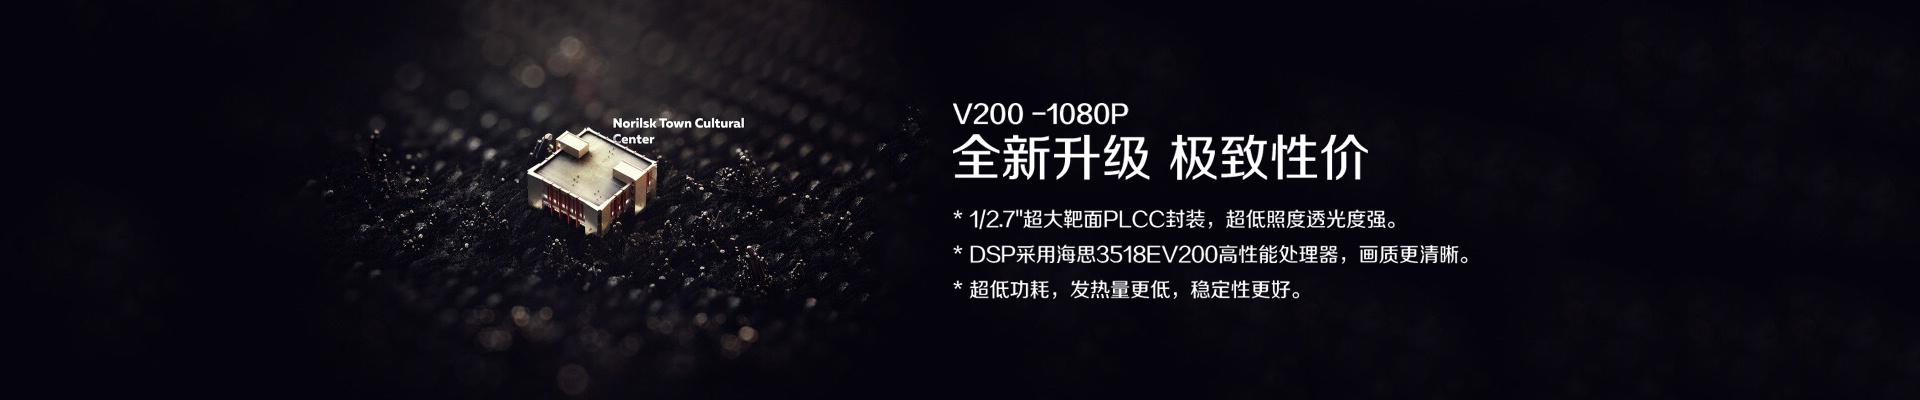 Norilsk Town Cultural
Center
V200 -1080P
全新升级 极致性价
* 1/2.7"超大靶面PLCC封装，超低照度透光度强。
* DSP采用海思3518EV200高性能处理器，画质更清晰。
* 超低功耗，发热量更低，稳定性更好。